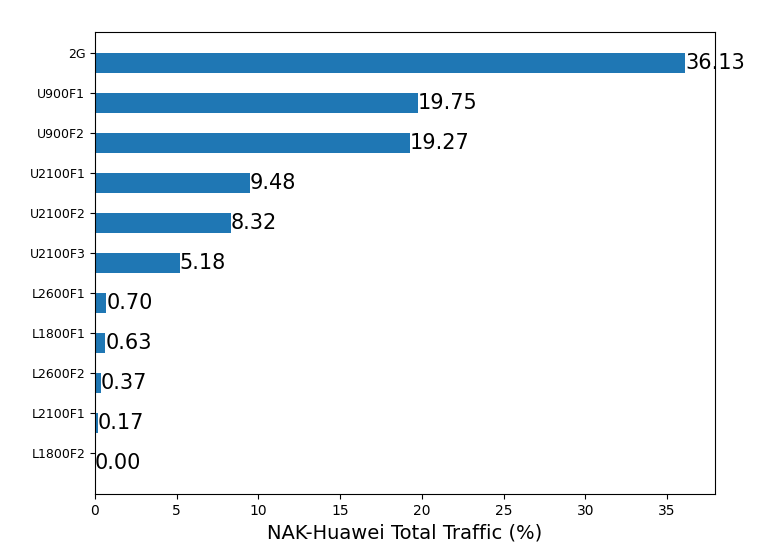 2G 36.13
U900F1 19.75
U900F2 19.27
U2100F1 9.48
U2100F2 8.32
U2100F3 5.18
L2600F1 0.70
L1800F1 0.63
L2600F2 0.37
L2100F1 0.17
L1800F2 0.00
0 5 10 15 20 25 30 35
NAK-Huawei Total Traffic (%)